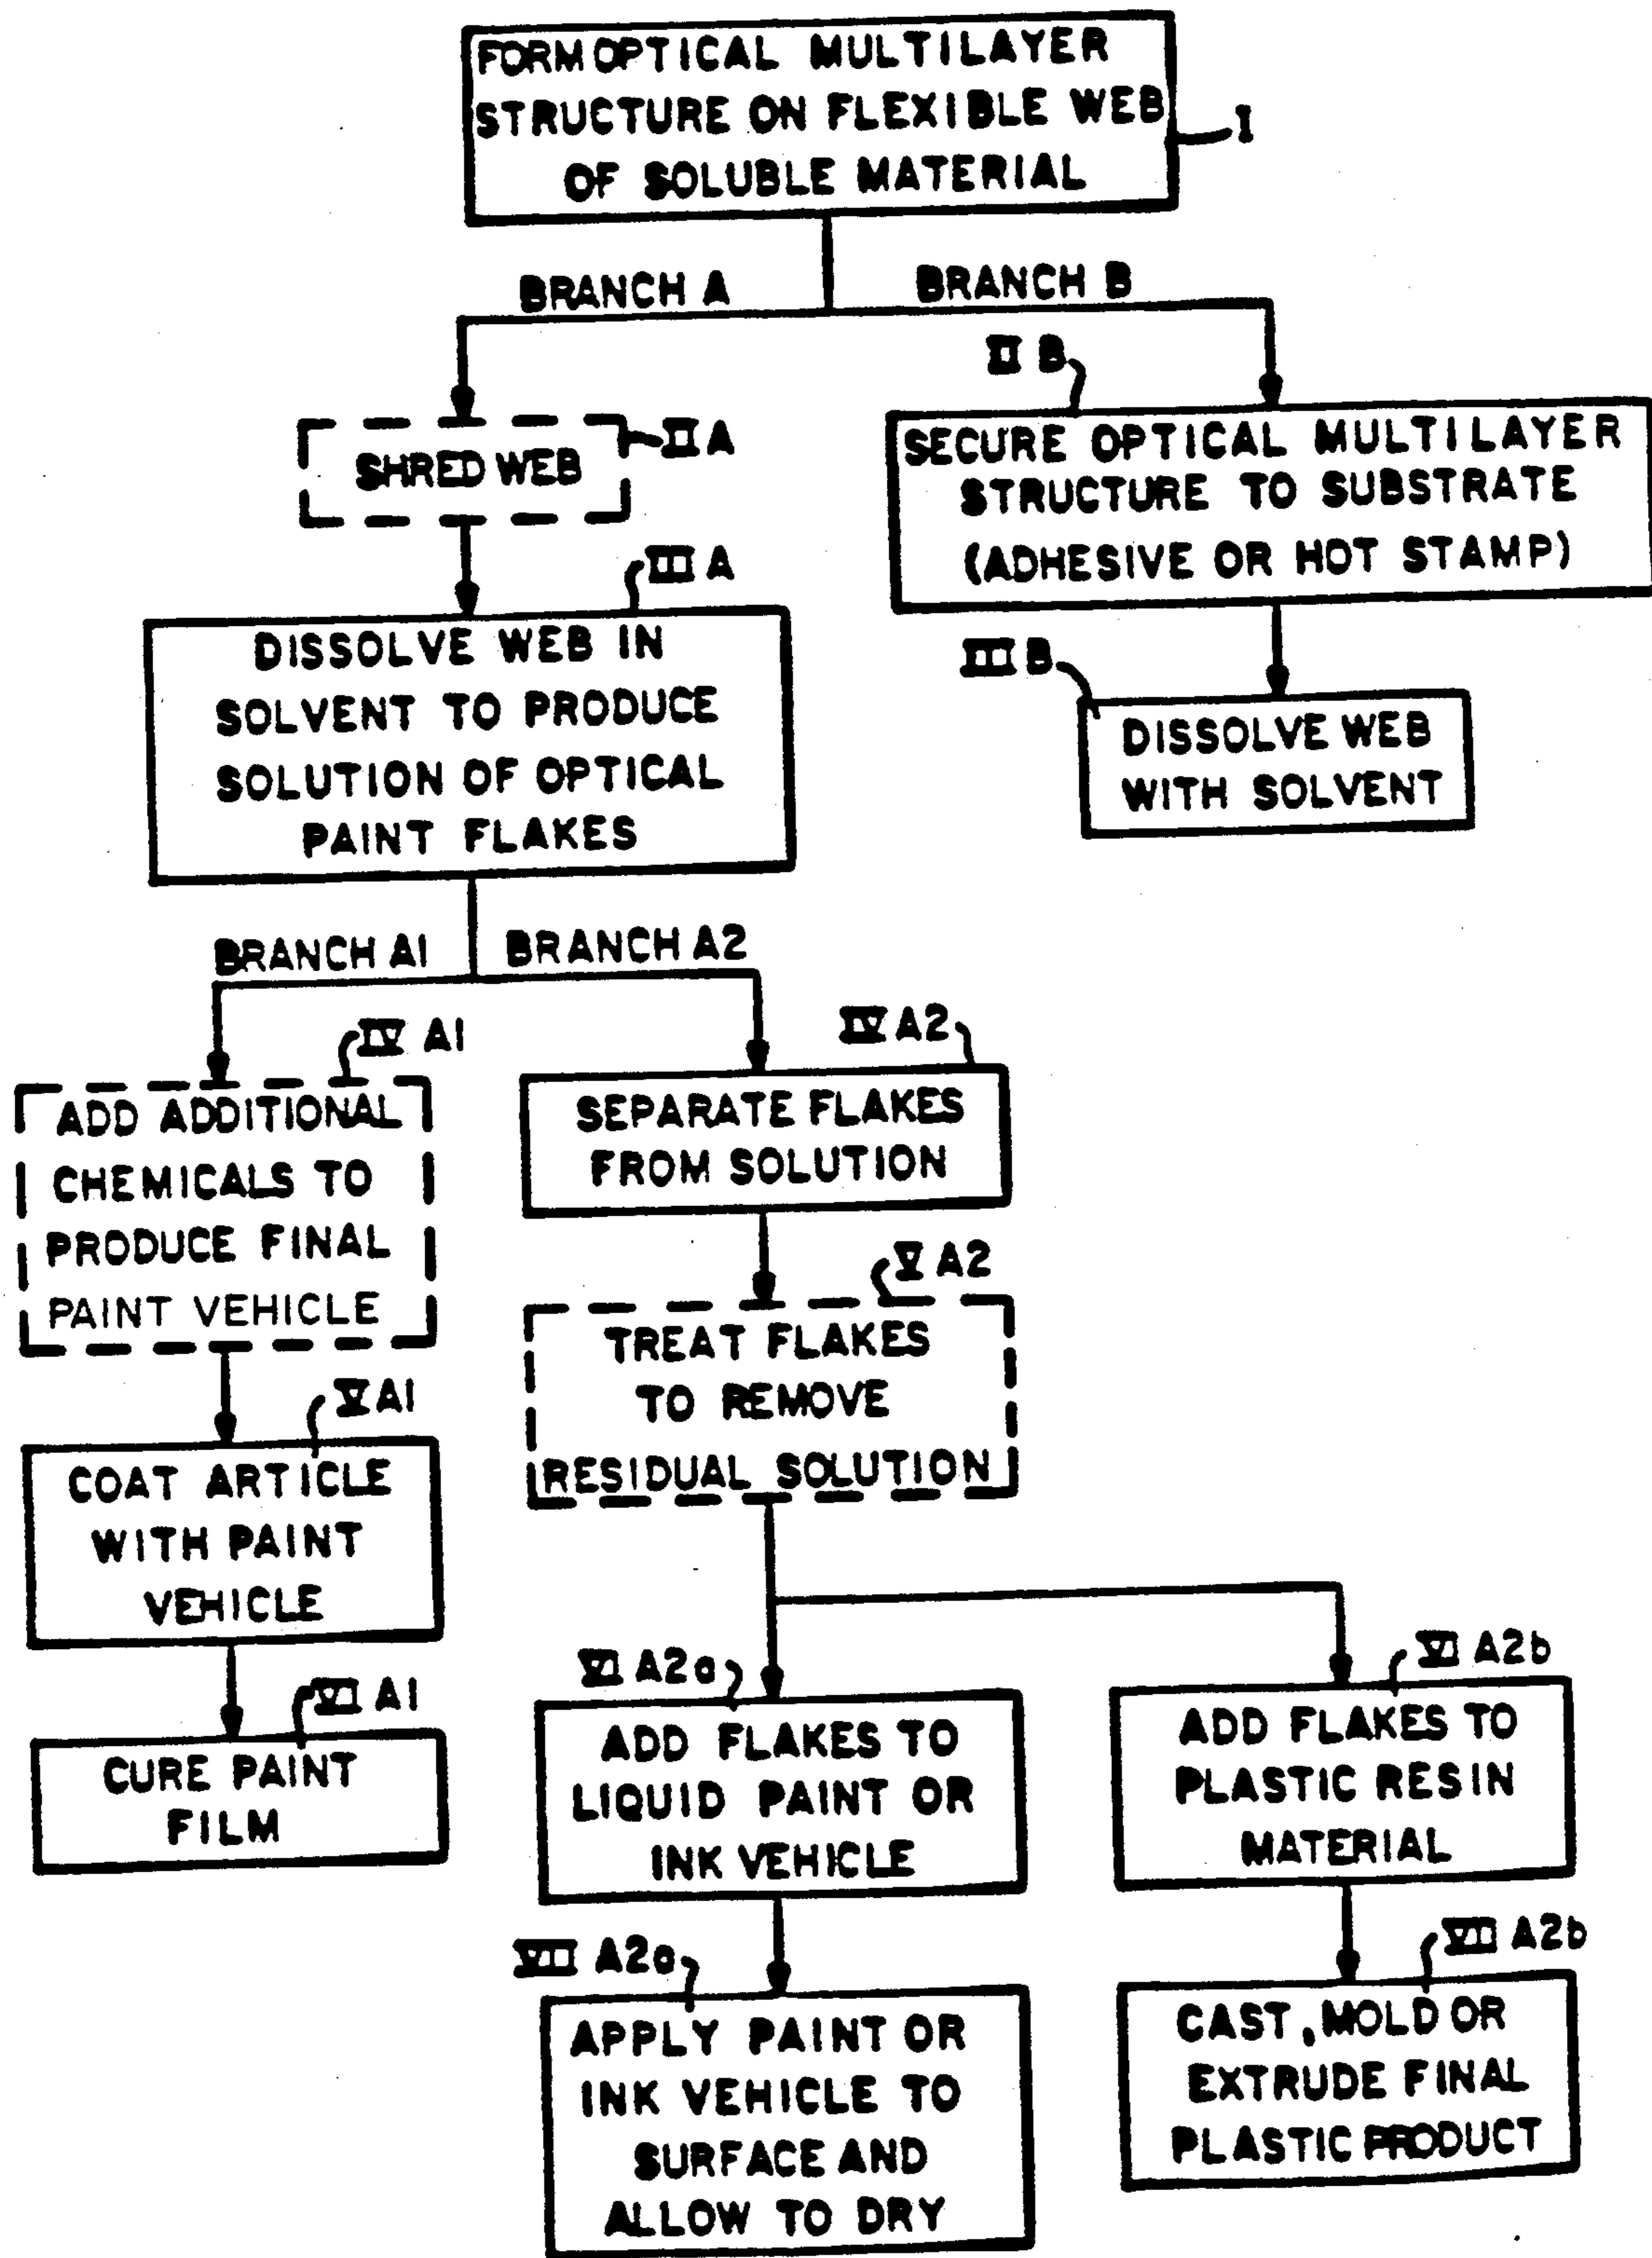 FORM OPTICAL MULTILAYER
STRUCTURE ON FLEXIBLE WEB
OF SOLUBLE MATERIAL
I
BRANCH A
BRANCH B
II B
SHRED WEB
II A
SECURE OPTICAL MULTILAYER
STRUCTURE TO SUBSTRATE
(ADHESIVE OR HOT STAMP)
III A
DISSOLVE WEB IN
SOLVENT TO PRODUCE
SOLUTION OF OPTICAL
PAINT FLAKES
III B
DISSOLVE WEB
WITH SOLVENT
BRANCH A1
BRANCH A2
IV A1
ADD ADDITIONAL
CHEMICALS TO
PRODUCE FINAL
PAINT VEHICLE
IV A2
SEPARATE FLAKES
FROM SOLUTION
V A2
TREAT FLAKES
TO REMOVE
RESIDUAL SOLUTION
V A1
COAT ARTICLE
WITH PAINT
VEHICLE
VI A1
CURE PAINT
FILM
VI A2a
ADD FLAKES TO
LIQUID PAINT OR
INK VEHICLE
VI A2b
ADD FLAKES TO
PLASTIC RESIN
MATERIAL
VII A2a
APPLY PAINT OR
INK VEHICLE TO
SURFACE AND
ALLOW TO DRY
VII A2b
CAST, MOLD OR
EXTRUDE FINAL
PLASTIC PRODUCT